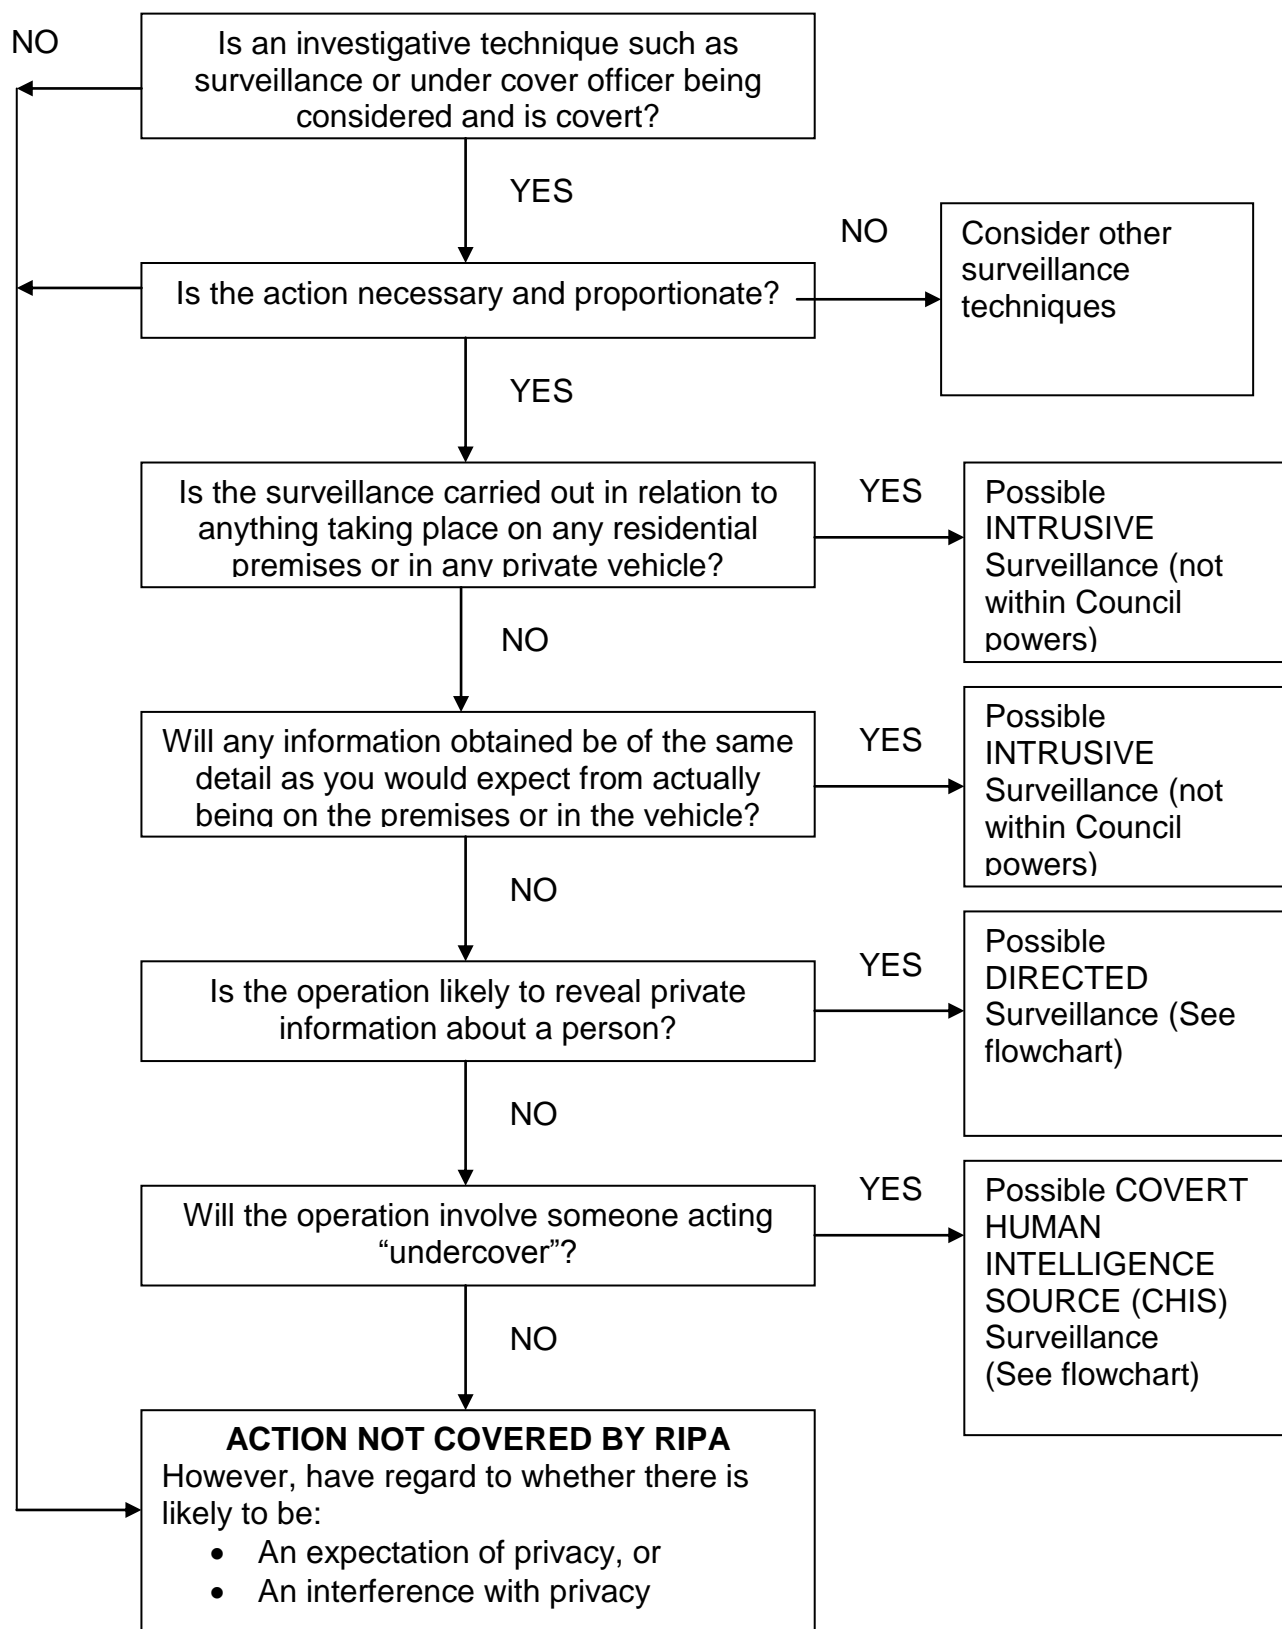 NO
Is an investigative technique such as
surveillance or under cover officer being
considered and is covert?
YES
NO
Consider other
surveillance
techniques
Is the action necessary and proportionate?
YES
Is the surveillance carried out in relation to
anything taking place on any residential
premises or in any private vehicle?
YES
Possible
INTRUSIVE
Surveillance (not
within Council
powers)
NO
Will any information obtained be of the same
detail as you would expect from actually
being on the premises or in the vehicle?
YES
Possible
INTRUSIVE
Surveillance (not
within Council
powers)
NO
Is the operation likely to reveal private
information about a person?
YES
Possible
DIRECTED
Surveillance (See
flowchart)
NO
Will the operation involve someone acting
“undercover”?
YES
Possible COVERT
HUMAN
INTELLIGENCE
SOURCE (CHIS)
Surveillance
(See flowchart)
NO
ACTION NOT COVERED BY RIPA
However, have regard to whether there is
likely to be:
• An expectation of privacy, or
• An interference with privacy